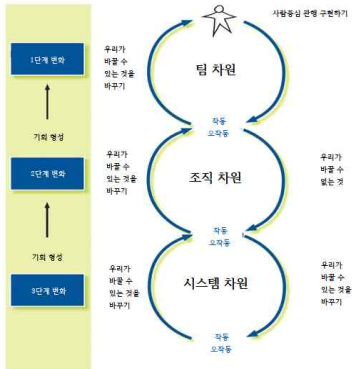 사람중심 관행 구현하기
1단계 변화
우리가
바꿀 수
있는 것을
바꾸기
팀 차원
기회 형성
작동
오작동
2단계 변화
우리가
바꿀 수
있는 것을
바꾸기
조직 차원
우리가
바꿀 수
없는 것
기회 형성
작동
오작동
3단계 변화
우리가
바꿀 수
있는 것을
바꾸기
시스템 차원
우리가
바꿀 수
있는 것을
바꾸기
작동
오작동